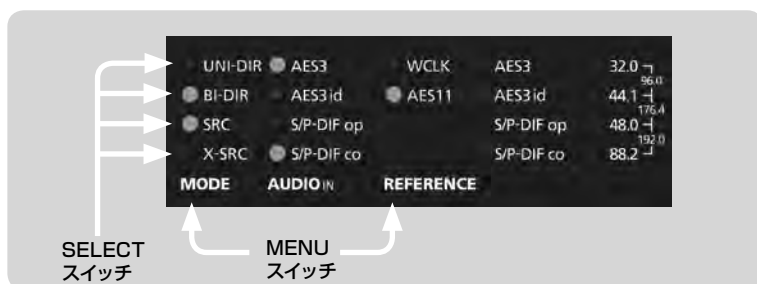 UNI-DIR AES3 WCLK AES3 32.0
96.0
BI-DIR AES3id AES11 AES3id 44.1
176.4
SRC S/P-DIF op S/P-DIF op 48.0
192.0
X-SRC S/P-DIF co S/P-DIF co 88.2
MODE AUDIO IN REFERENCE
SELECT
スイッチ
MENU
スイッチ